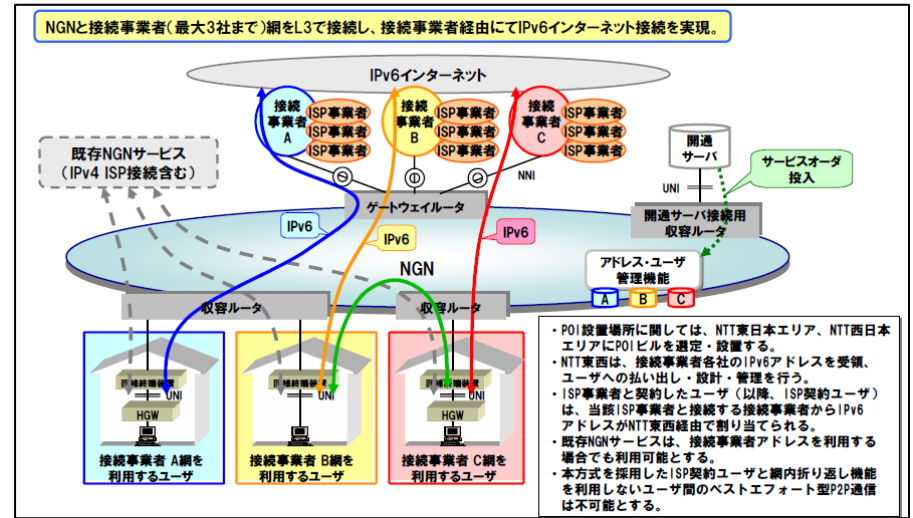 NGNと接続事業者(最大3社まで)網をL3で接続し、接続事業者経由にてIPv6インターネット接続を実現。
IPv6インターネット
接続
事業者
A
ISP事業者
ISP事業者
ISP事業者
接続
事業者
B
ISP事業者
ISP事業者
ISP事業者
接続
事業者
C
ISP事業者
ISP事業者
ISP事業者
既存NGNサービス
(IPv4 ISP接続含む)
NNI
開通
サーバ
サービスオーダ
投入
UNI
ゲートウェイルータ
開通サーバ接続用
収容ルータ
IPv6
IPv6
IPv6
NGN
アドレス・ユーザ
管理機能
A
B
C
収容ルータ
収容ルータ
回線終端装置
UNI
HGW
接続事業者 A網を
利用するユーザ
回線終端装置
UNI
接続事業者 B網を
利用するユーザ
回線終端装置
UNI
HGW
接続事業者 C網を
利用するユーザ
・POI設置場所に関しては、NTT東日本エリア、NTT西日本
エリアにPOIビルを選定・設置する。
・NTT東西は、接続事業者各社のIPv6アドレスを受領、
ユーザへの払い出し・設計・管理を行う。
・ISP事業者と契約したユーザ(以降、ISP契約ユーザ)
は、当該ISP事業者と接続する接続事業者からIPv6
アドレスがNTT東西経由で割り当てられる。
・既存NGNサービスは、接続事業者アドレスを利用する
場合でも利用可能とする。
・本方式を採用したISP契約ユーザと網内折り返し機能
を利用しないユーザ間のベストエフォート型P2P通信
は不可能とする。